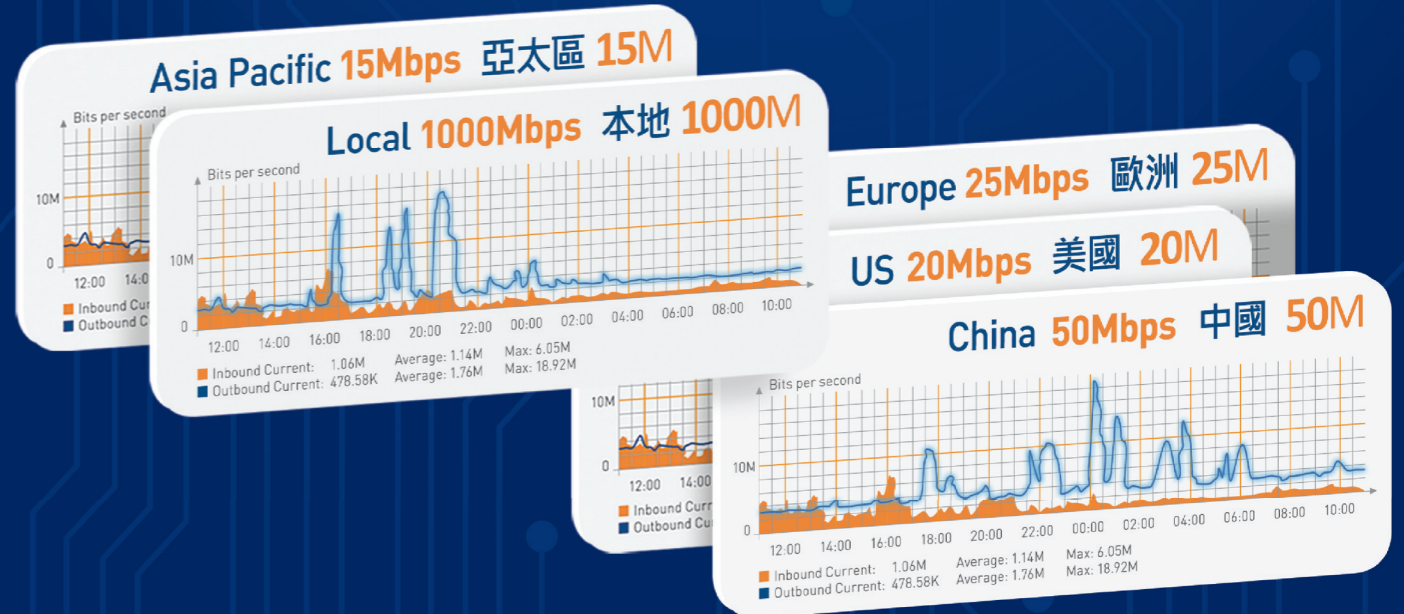 Asia Pacific 15Mbps 亞太區 15M
Bits per second
10M
0
12:00 14:0
Inbound Cur
Outbound C
Local 1000Mbps 本地 1000M
Bits per second
10M
0
12:00 14:00 16:00 18:00 20:00 22:00 00:00 02:00 04:00 06:00 08:00 10:00
Inbound Current: 1.06M Average: 1.14M Max: 6.05M
Outbound Current: 478.58K Average: 1.76M Max: 18.92M
Europe 25Mbps 歐洲 25M
US 20Mbps 美國 20M
10M
0
12:00 14:00
Inbound Curr
Outbound Cu
China 50Mbps 中國 50M
Bits per second
10M
0
12:00 14:00 16:00 18:00 20:00 22:00 00:00 02:00 04:00 06:00 08:00 10:00
Inbound Current: 1.06M Average: 1.14M Max: 6.05M
Outbound Current: 478.58K Average: 1.76M Max: 18.92M